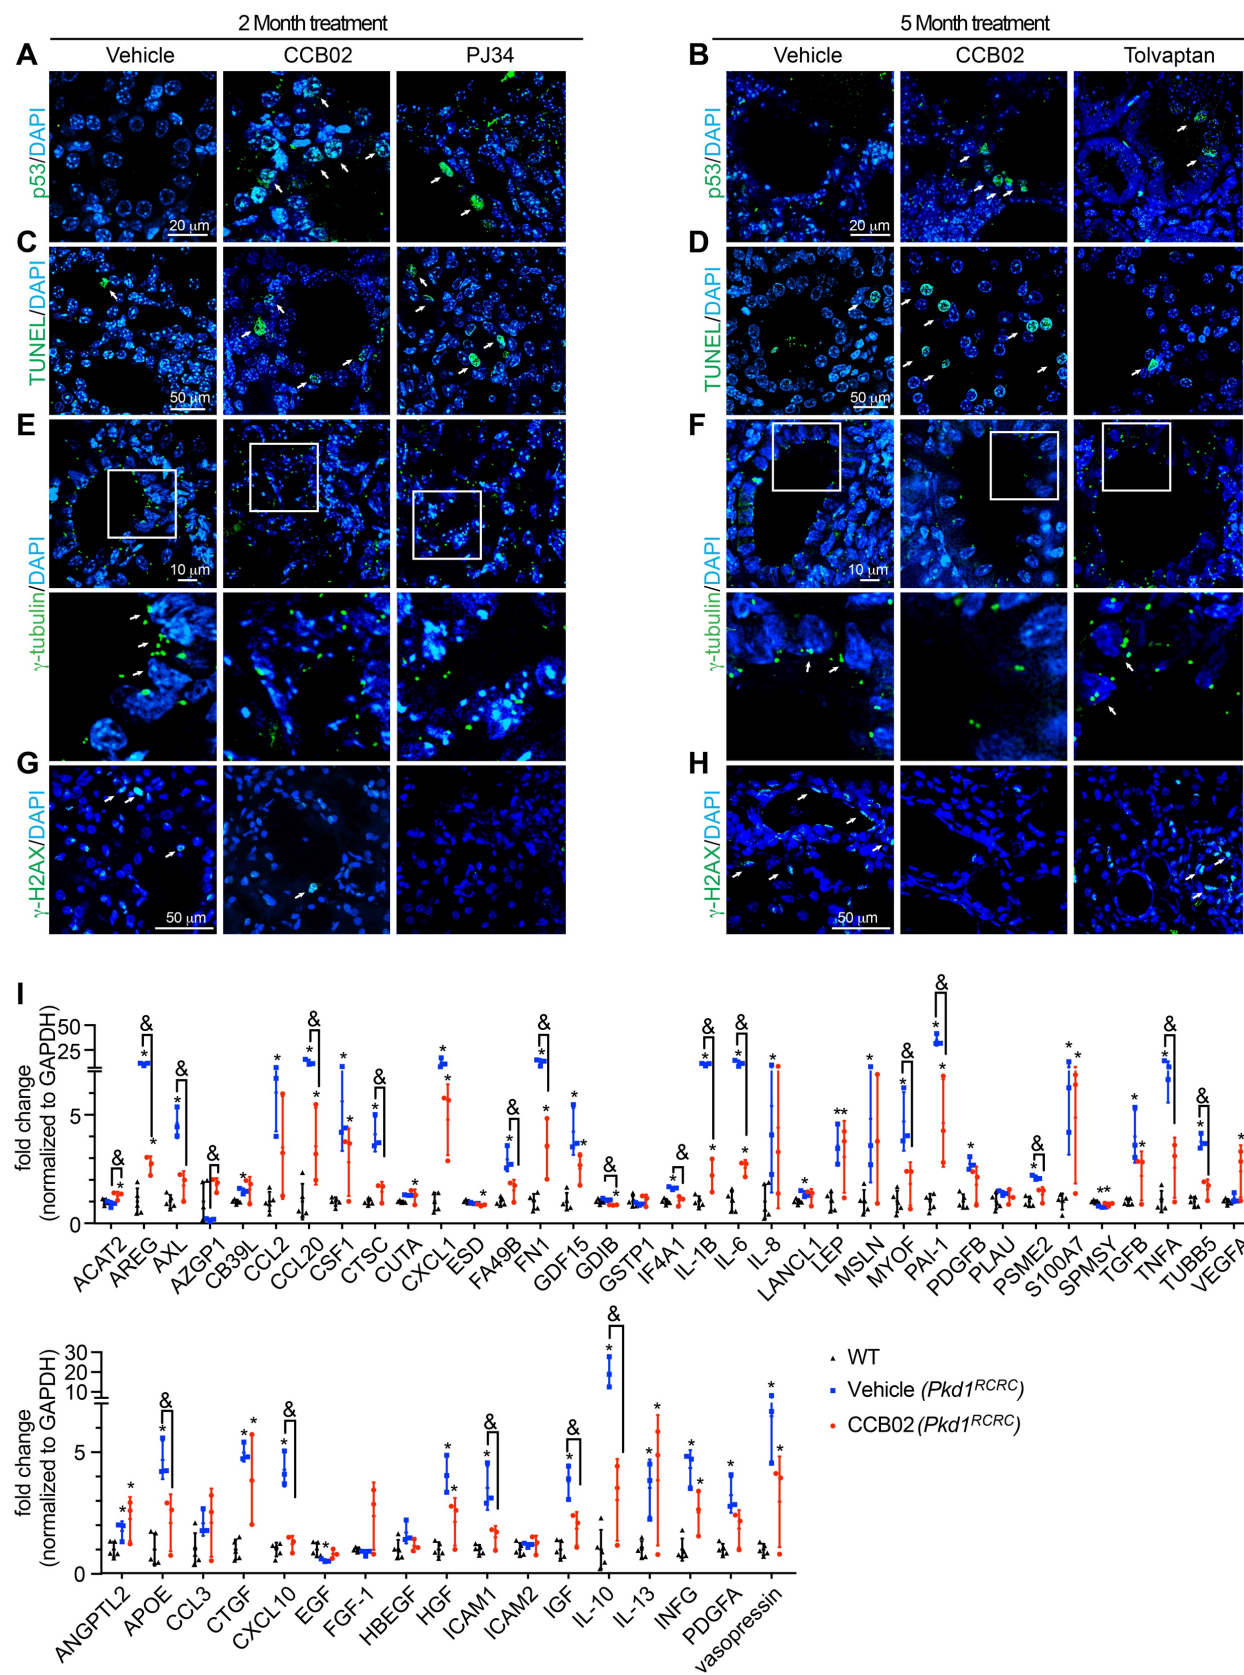 2 Month treatment
5 Month treatment
A
Vehicle
CCB02
PJ34
B
Vehicle
CCB02
Tolvaptan
p53/DAPI
20 μm
p53/DAPI
20 μm
C
D
TUNEL/DAPI
50 μm
TUNEL/DAPI
50 μm
E
F
γ-tubulin/DAPI
10 μm
γ-tubulin/DAPI
10 μm
G
H
γ-H2AX/DAPI
50 μm
γ-H2AX/DAPI
50 μm
I
fold change
(normalized to GAPDH)
50
25
5
0
& & & & & & & & & & & & & & & & &
ACAT2 AREG AXL AZGP1 CB39L CCL2 CCL20 CSF1 CTSC CUTA CXCL1 ESD FA49B FN1 GDF15 GDIB GSTP1 IF4A1 IL-1B IL-6 IL-8 LANCL1 LEP MSLN MYOF PAI-1 PDGFB PLAU PSME2 S100A7 SPMSY TGFB TNFA TUBB5 VEGFA
fold change
(normalized to GAPDH)
30
20
10
5
0
& & & & &
ANGPTL2 APOE CCL3 CTGF CXCL10 EGF FGF-1 HBEGF HGF ICAM1 ICAM2 IGF IL-10 IL-13 INFG PDGFA vasopressin
WT
Vehicle (Pkd1RCRC)
CCB02 (Pkd1RCRC)